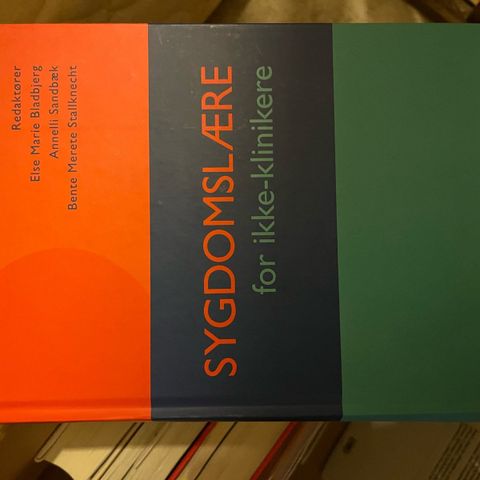 Redaktører
Else Marie Bladbjerg
Annelli Sandbæk
Bente Merete Stallknecht
SYGDOMSLÆRE
for ikke-klinikere